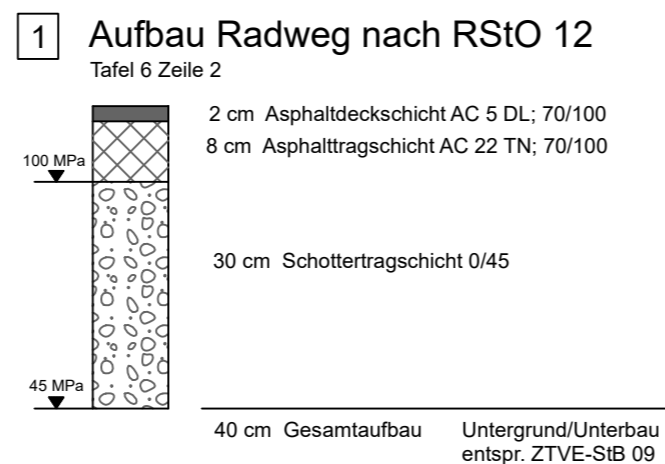 1 Aufbau Radweg nach RStO 12
Tafel 6 Zeile 2
2 cm Asphaltdeckschicht AC 5 DL; 70/100
8 cm Asphalttragschicht AC 22 TN; 70/100
100 MPa
30 cm Schottertragschicht 0/45
45 MPa
40 cm Gesamtaufbau Untergrund/Unterbau
entspr. ZTVE-StB 09